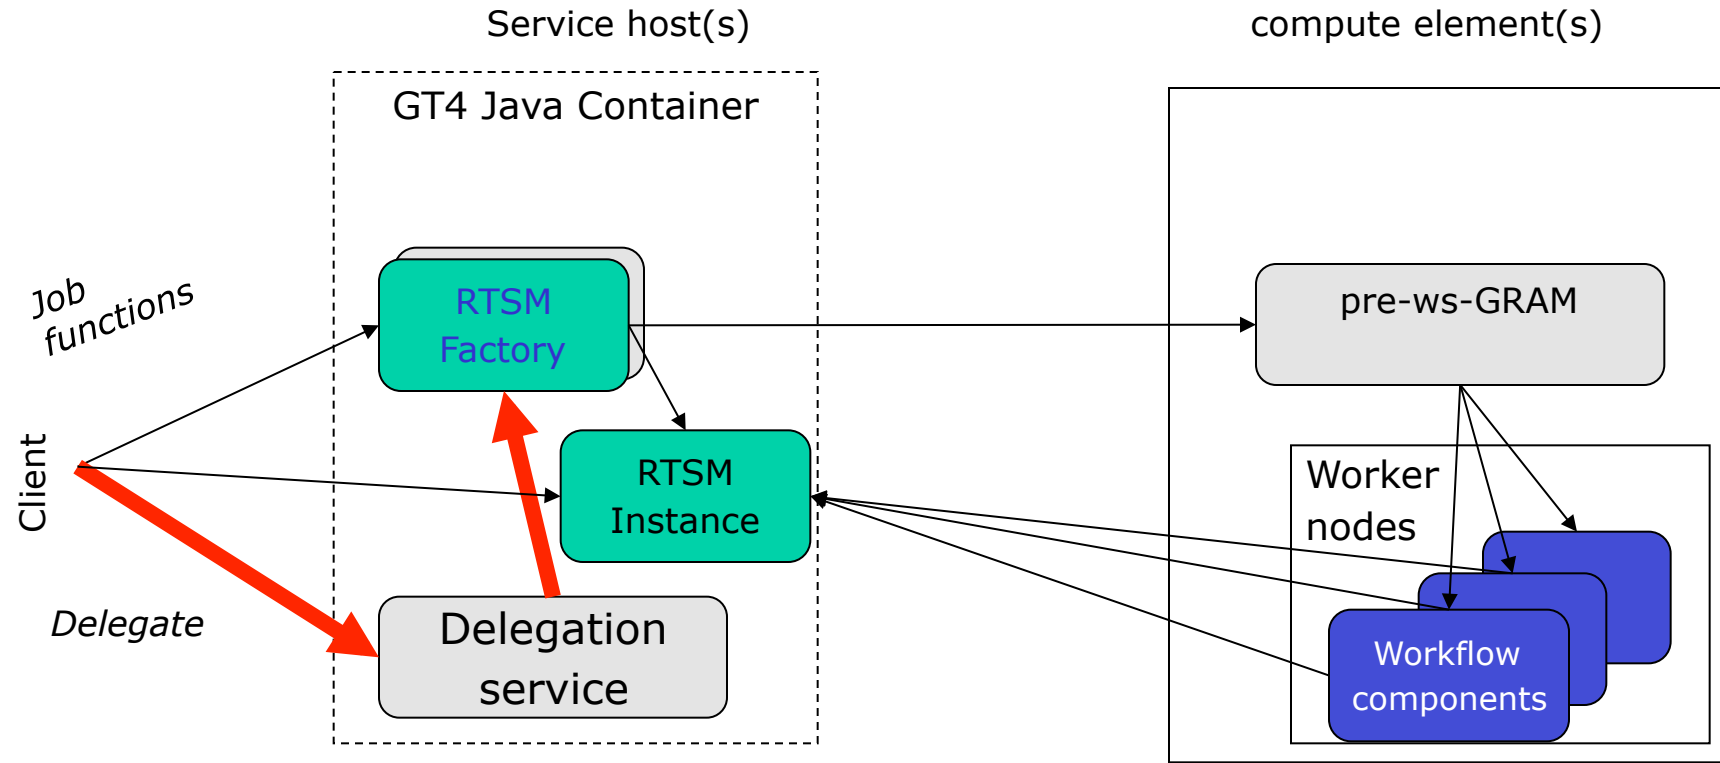 Service host(s)
compute element(s)
GT4 Java Container
Job
functions
RTSM
Factory
pre-ws-GRAM
Client
RTSM
Instance
Worker
nodes
Delegate
Delegation
service
Workflow
components